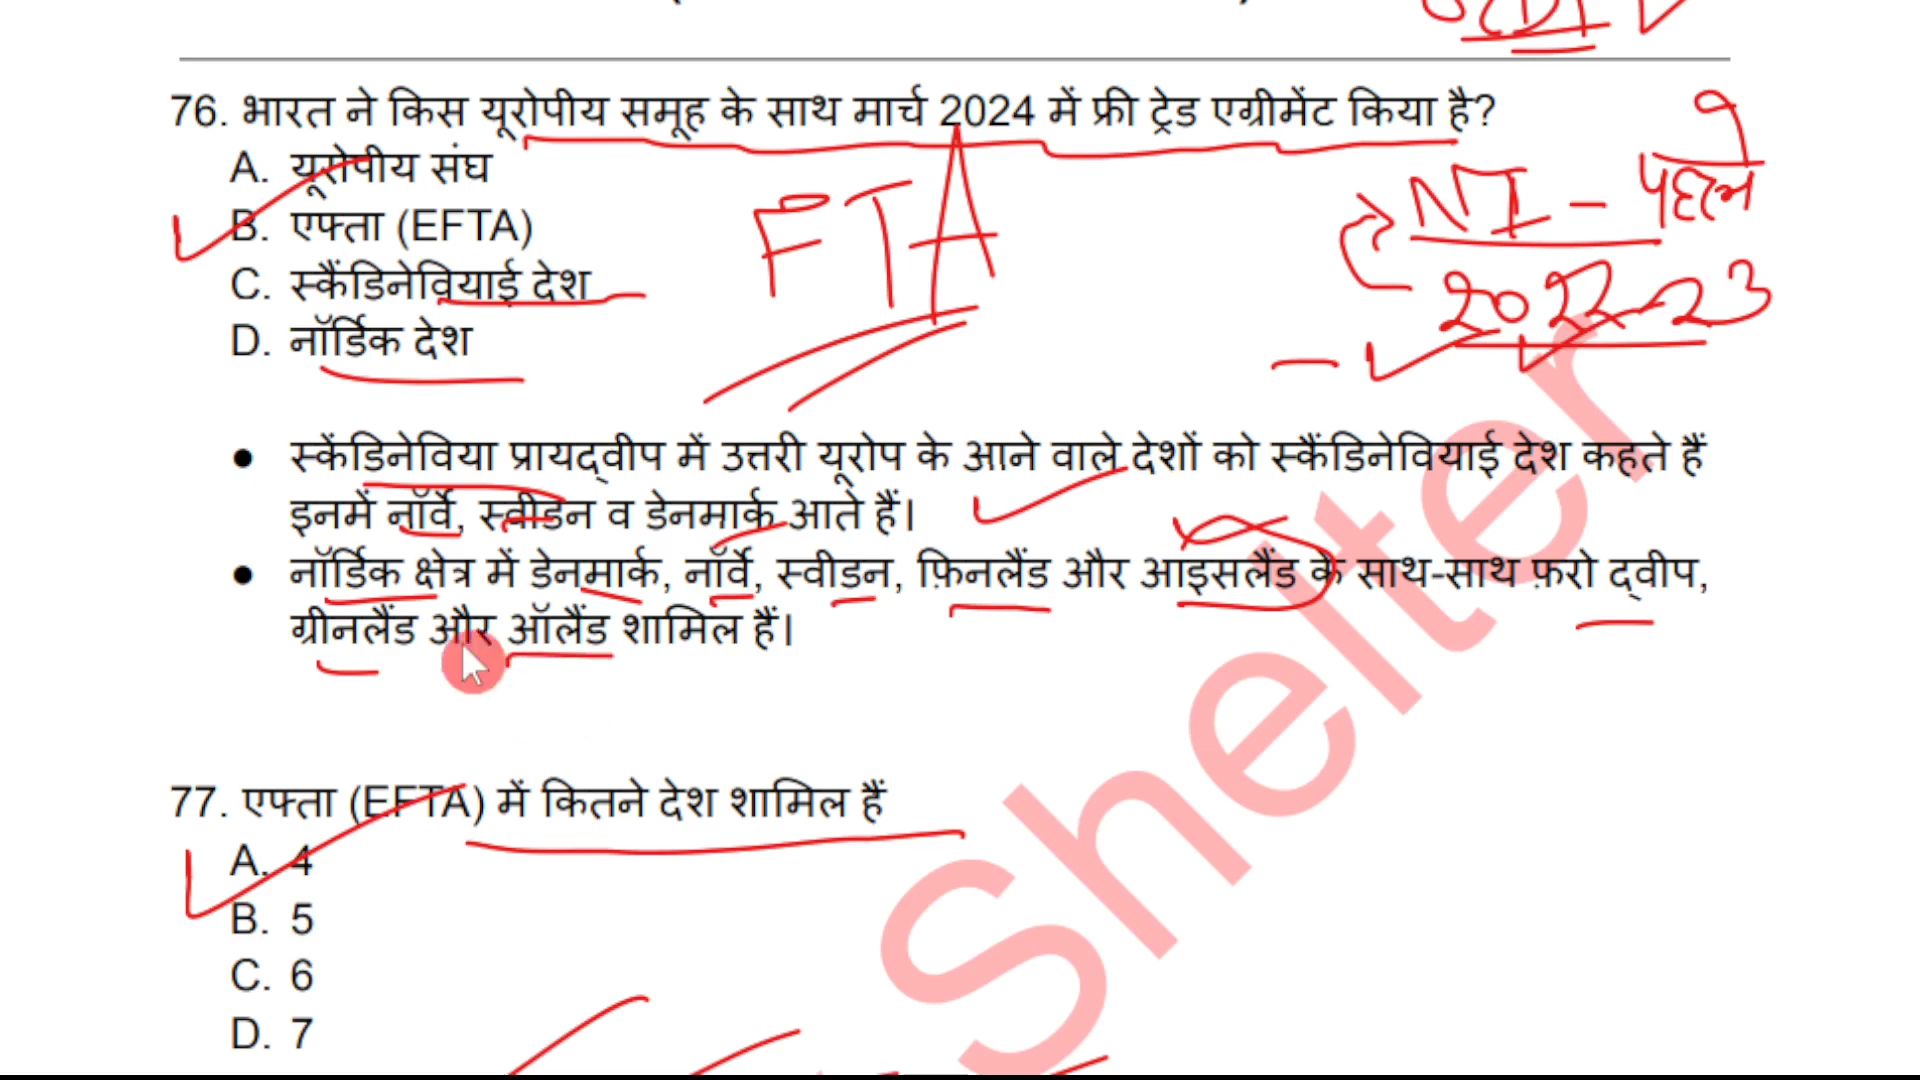 76. भारत ने किस यूरोपीय समूह के साथ मार्च 2024 में फ्री ट्रेड एग्रीमेंट किया है?
A. यूरोपीय संघ
B. एफ्ता (EFTA)
C. स्कैंडिनेवियाई देश
D. नॉर्डिक देश
FTA
2022-23
● स्केंडिनेविया प्रायद्वीप में उत्तरी यूरोप के आने वाले देशों को स्कैंडिनेवियाई देश कहते हैं
इनमें नॉर्वे, स्वीडन व डेनमार्क आते हैं।
● नॉर्डिक क्षेत्र में डेनमार्क, नॉर्वे, स्वीडन, फ़िनलैंड और आइसलैंड के साथ-साथ फ़रो द्वीप,
ग्रीनलैंड और ऑलैंड शामिल हैं।
77. एफ्ता (EFTA) में कितने देश शामिल हैं
A. 4
B. 5
C. 6
D. 7
Shelter